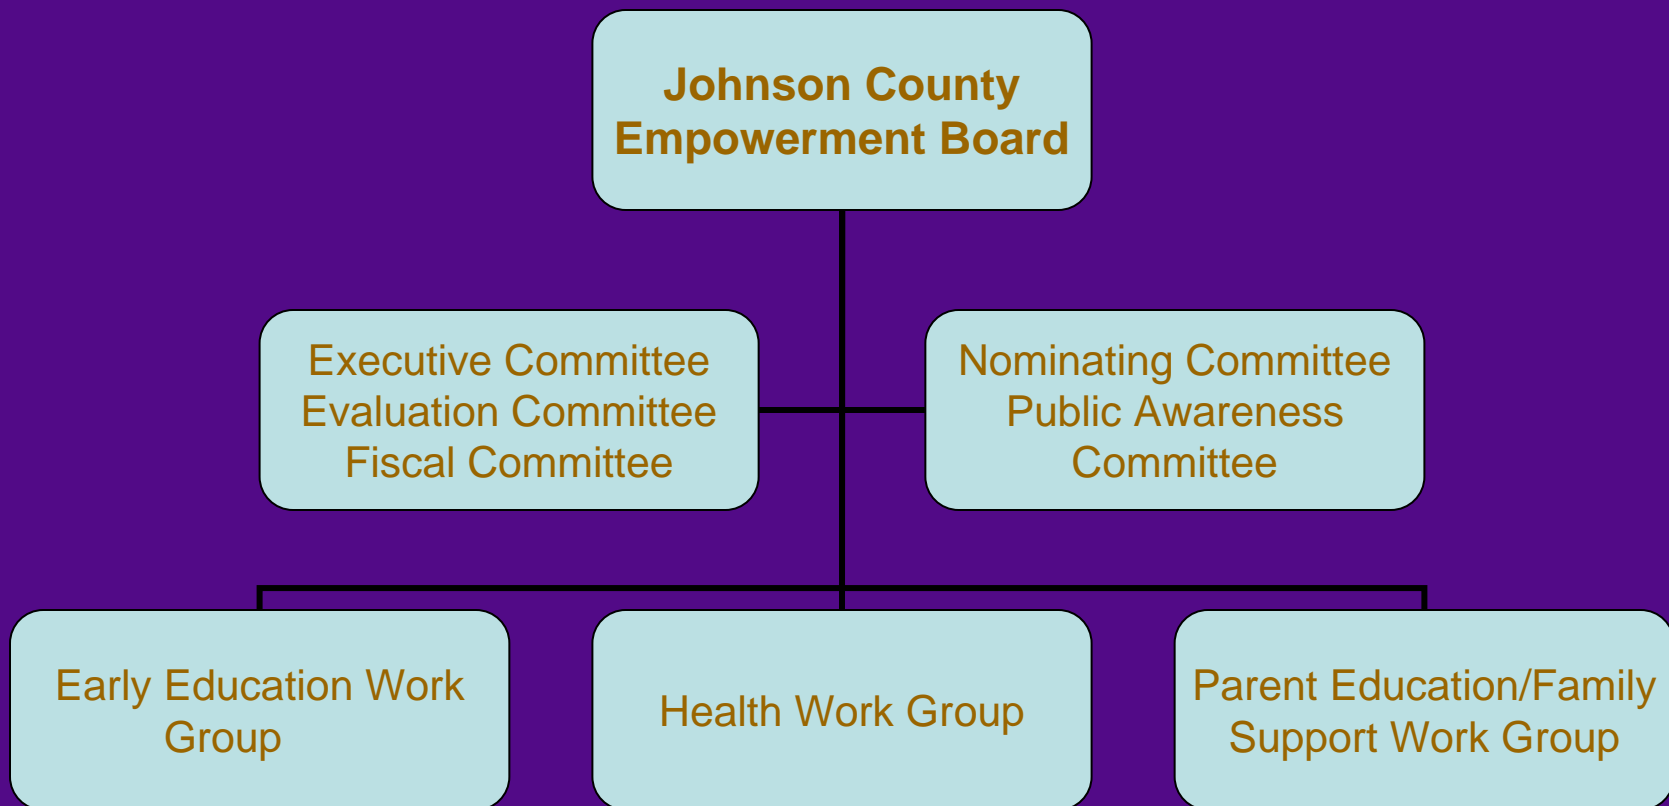 Johnson County
Empowerment Board
Executive Committee
Evaluation Committee
Fiscal Committee
Nominating Committee
Public Awareness
Committee
Early Education Work
Group
Health Work Group
Parent Education/Family
Support Work Group